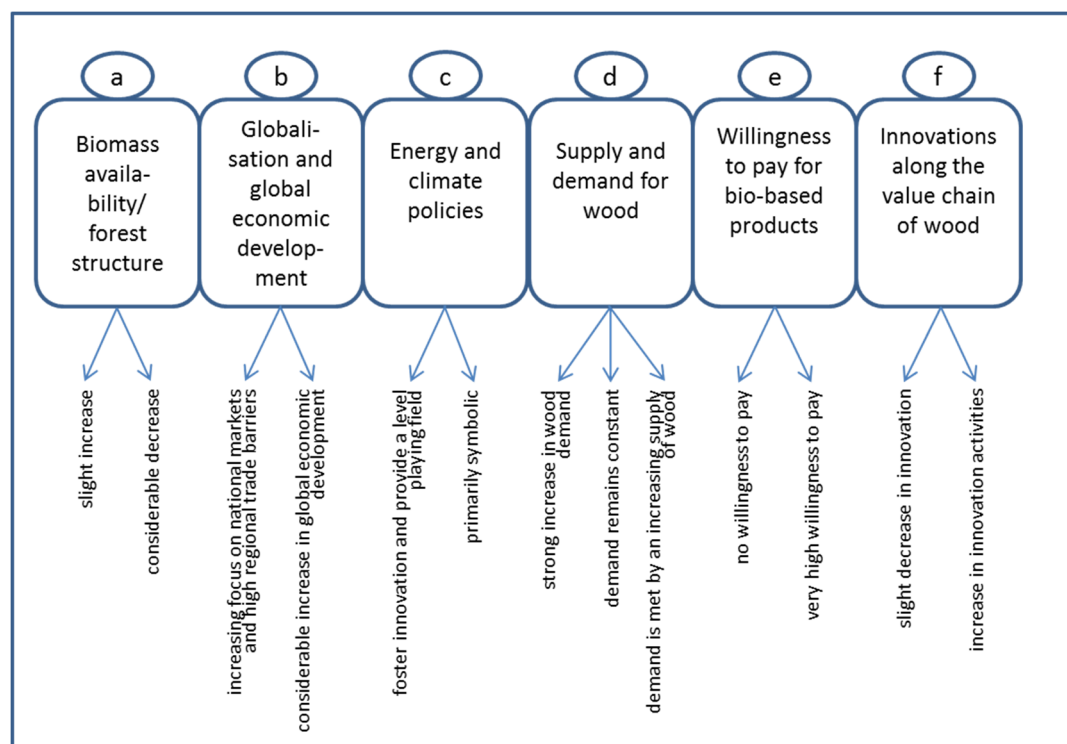 a
b
c
d
e
f
Biomass
availa-
bility/
forest
structure
Globali-
sation and
global
economic
develop-
ment
Energy and
climate
policies
Supply and
demand for
wood
Willingness
to pay for
bio-based
products
Innovations
along the
value chain
of wood
slight increase
considerable decrease
increasing focus on national markets
and high regional trade barriers
considerable increase in global economic
development
foster innovation and provide a level
playing field
primarily symbolic
strong increase in wood
demand
demand remains constant
demand is met by an increasing supply
of wood
no willingness to pay
very high willingness to pay
slight decrease in innovation
increase in innovation activities